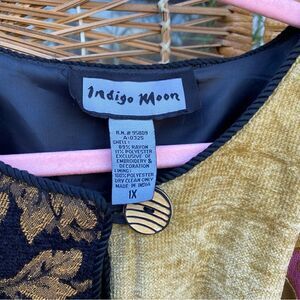 Indigo Moon
R.N.# 95809
A-0325
SHELL:
89% RAYON
11% POLYESTER
EXCLUSIVE OF
EMBROIDERY &
DECORATION
LINING:
100% POLYESTER
DRY CLEAN ONLY
MADE IN INDIA
1X